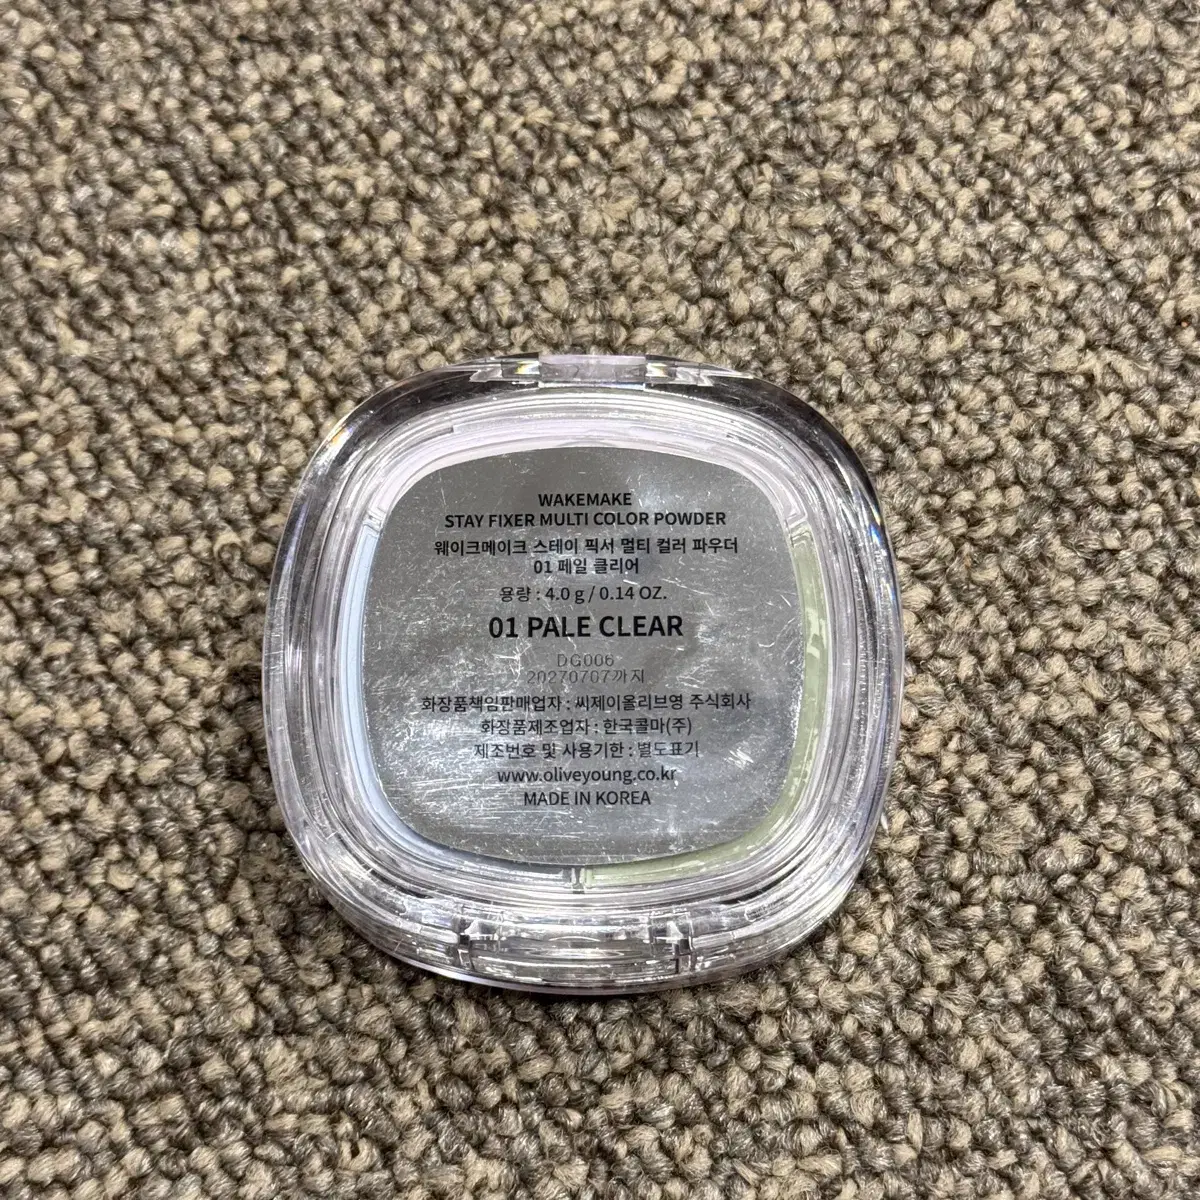 WAKEMAKE
STAY FIXER MULTI COLOR POWDER
웨이크메이크 스테이 픽서 멀티 컬러 파우더
01 페일 클리어
용량 : 4.0 g / 0.14 OZ.
01 PALE CLEAR
DG006
20270707까지
화장품책임판매업자 : 씨제이올리브영 주식회사
화장품제조업자 : 한국콜마(주)
제조번호 및 사용기한 : 별도표기
www.oliveyoung.co.kr
MADE IN KOREA